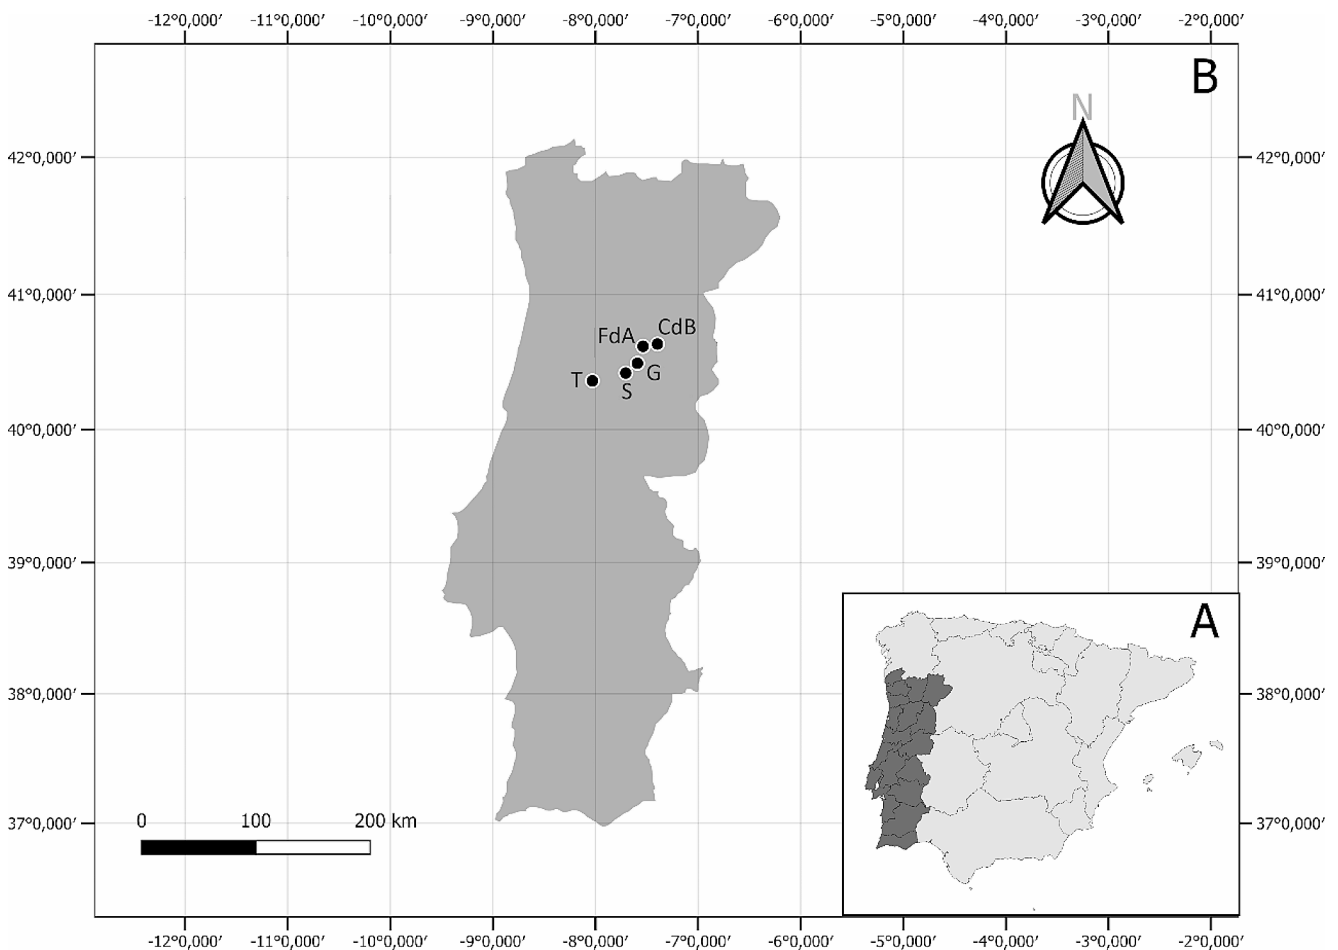 -12°0,000′ -11°0,000′ -10°0,000′ -9°0,000′ -8°0,000′ -7°0,000′ -6°0,000′ -5°0,000′ -4°0,000′ -3°0,000′ -2°0,000′
B
N
42°0,000′ 42°0,000′
41°0,000′ 41°0,000′
FdA CdB
T S G
40°0,000′ 40°0,000′
39°0,000′ 39°0,000′
A
38°0,000′ 38°0,000′
0 100 200 km
37°0,000′ 37°0,000′
-12°0,000′ -11°0,000′ -10°0,000′ -9°0,000′ -8°0,000′ -7°0,000′ -6°0,000′ -5°0,000′ -4°0,000′ -3°0,000′ -2°0,000′